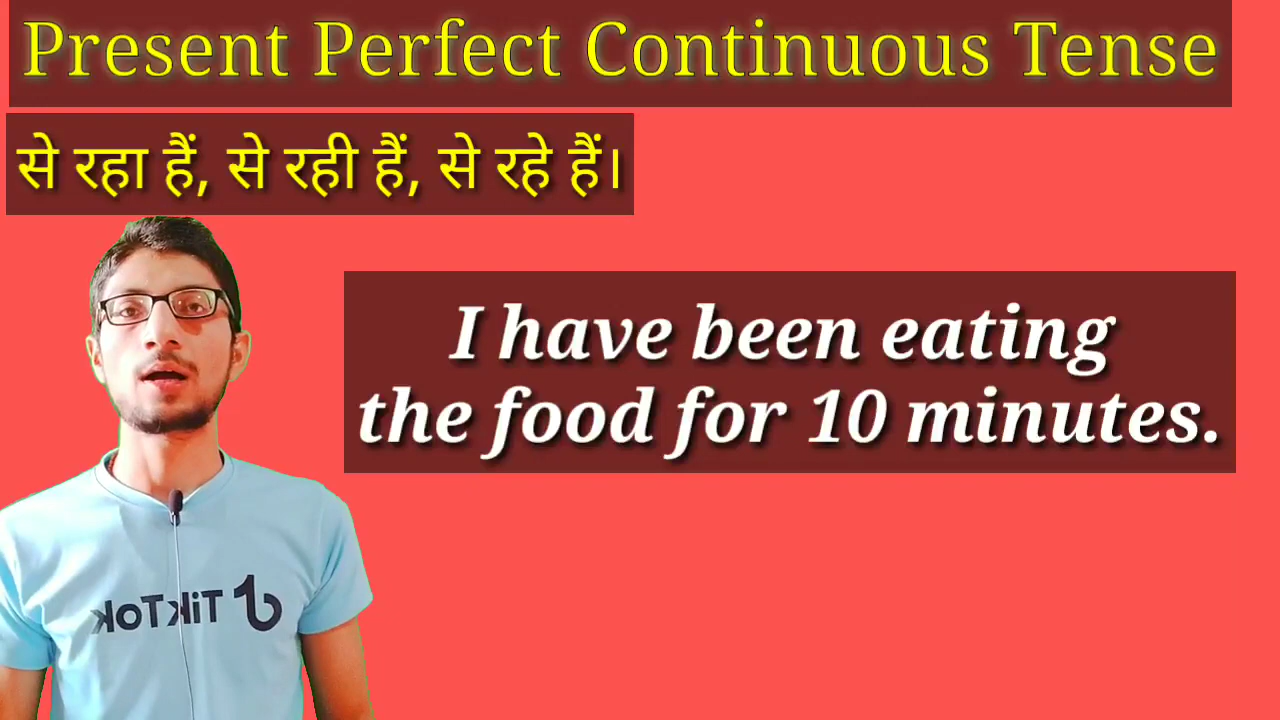 Present Perfect Continuous Tense
से रहा हैं, से रही हैं, से रहे हैं।
I have been eating
the food for 10 minutes.
TikTok